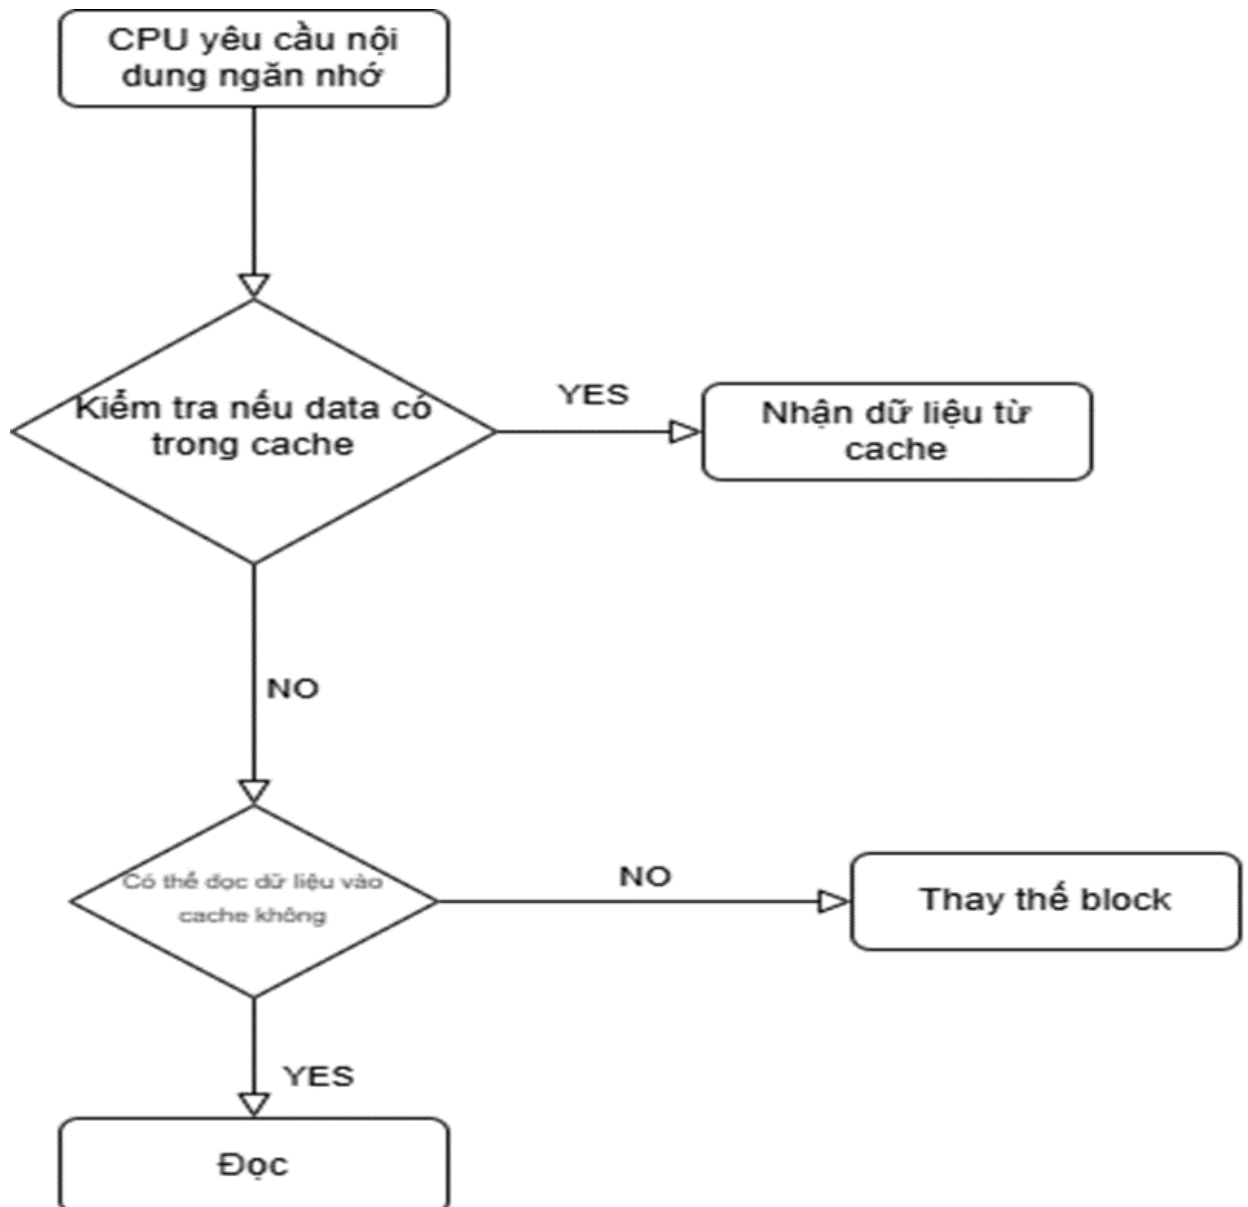 CPU yêu cầu nội
dung ngăn nhớ
Kiểm tra nếu data có
trong cache
YES
Nhận dữ liệu từ
cache
NO
Có thể đọc dữ liệu vào
cache không
NO
Thay thế block
YES
Đọc